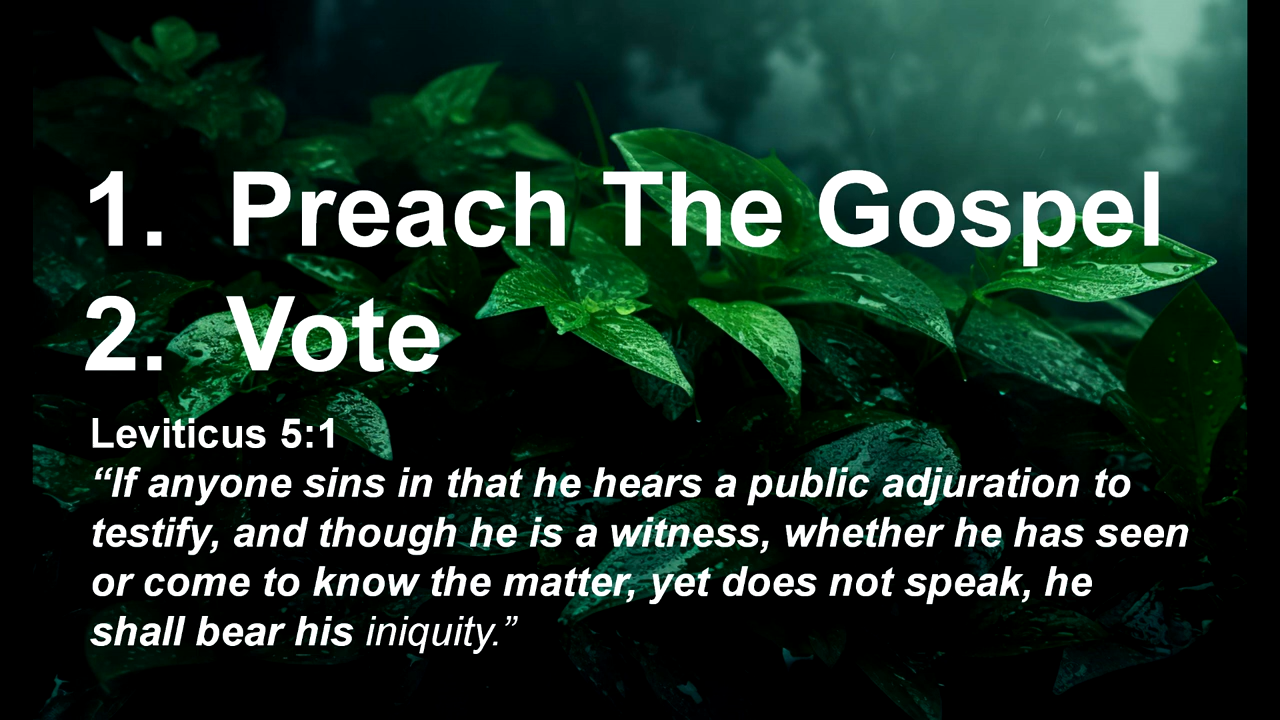 1. Preach The Gospel
2. Vote
Leviticus 5:1
“If anyone sins in that he hears a public adjuration to
testify, and though he is a witness, whether he has seen
or come to know the matter, yet does not speak, he
shall bear his iniquity.”